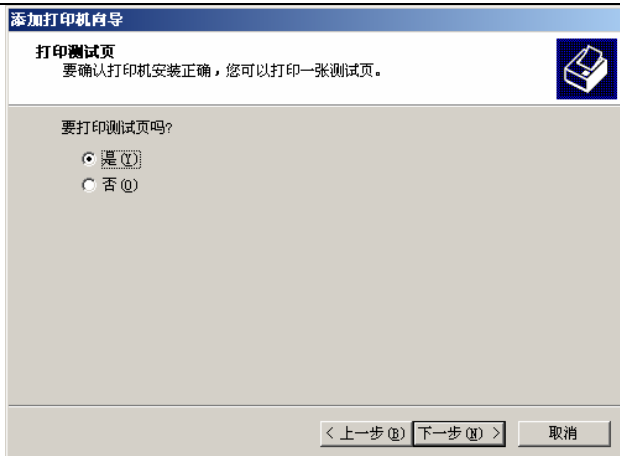 添加打印机向导
打印测试页
要确认打印机安装正确，您可以打印一张测试页。
要打印测试页吗?
是(Y)
否(O)
< 上一步(B) 下一步(N) > 取消